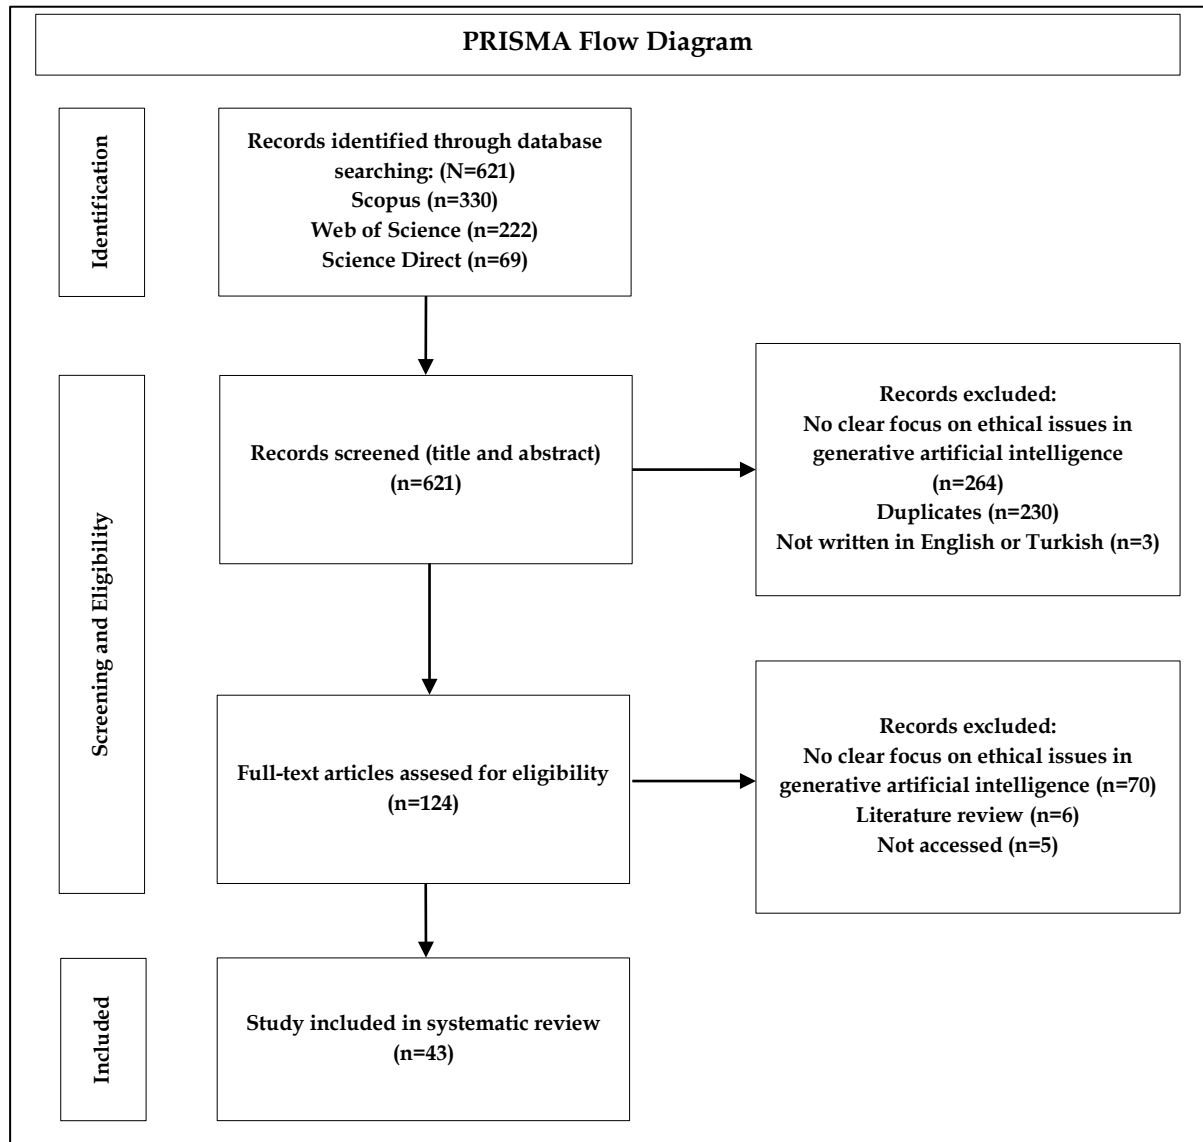 PRISMA Flow Diagram
Identification
Records identified through database
searching: (N=621)
Scopus (n=330)
Web of Science (n=222)
Science Direct (n=69)
Screening and Eligibility
Records screened (title and abstract)
(n=621)
Records excluded:
No clear focus on ethical issues in
generative artificial intelligence
(n=264)
Duplicates (n=230)
Not written in English or Turkish (n=3)
Full-text articles assesed for eligibility
(n=124)
Records excluded:
No clear focus on ethical issues in
generative artificial intelligence (n=70)
Literature review (n=6)
Not accessed (n=5)
Included
Study included in systematic review
(n=43)